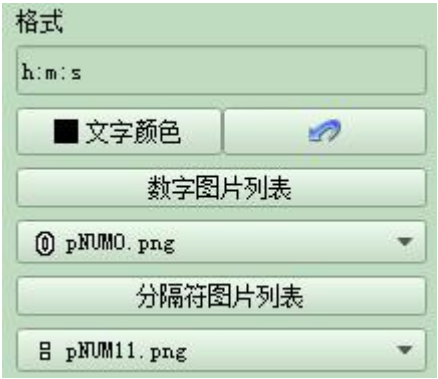 格式
h:m:s
文字颜色
数字图片列表
pNUM0.png
分隔符图片列表
pNUM11.png